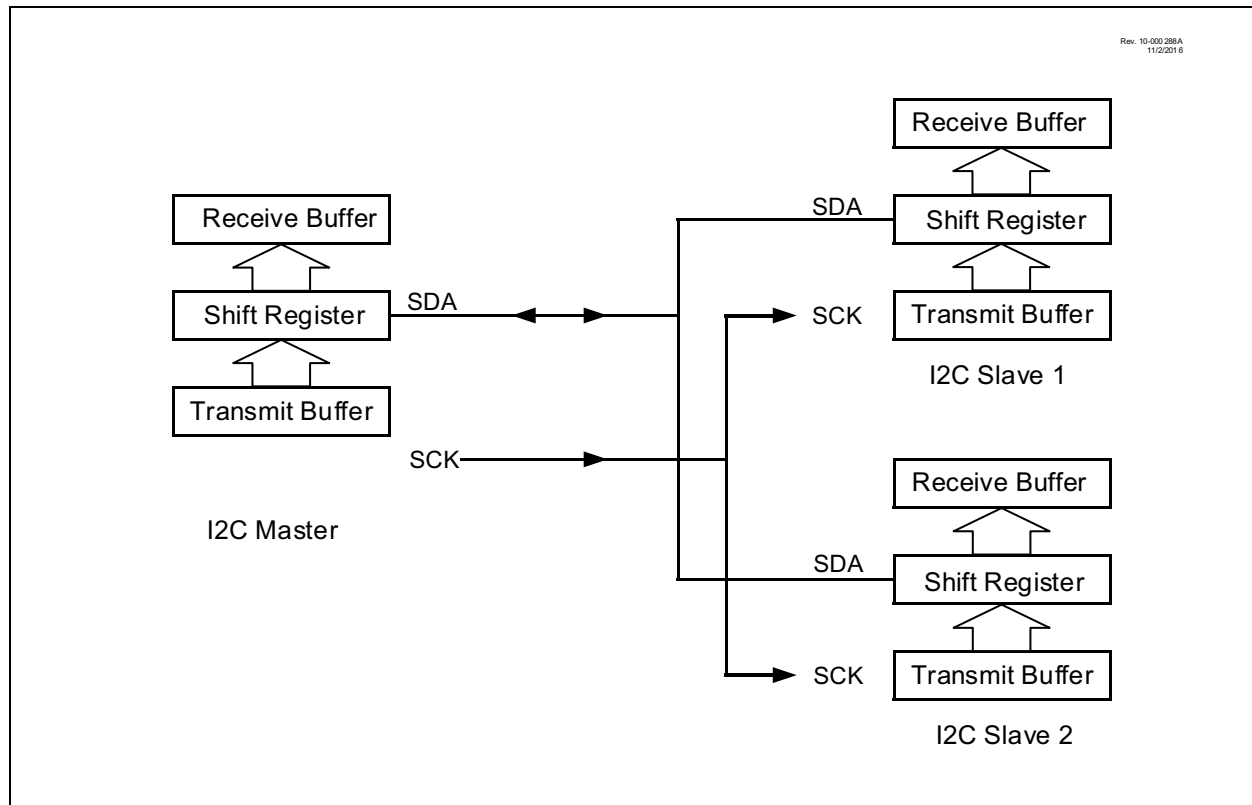 Rev. 10-000 288A
11/2/201 6
Receive Buffer
Shift Register
Transmit Buffer
SDA
SCK
I2C Master
Receive Buffer
SDA
Shift Register
SCK
Transmit Buffer
I2C Slave 1
Receive Buffer
SDA
Shift Register
SCK
Transmit Buffer
I2C Slave 2